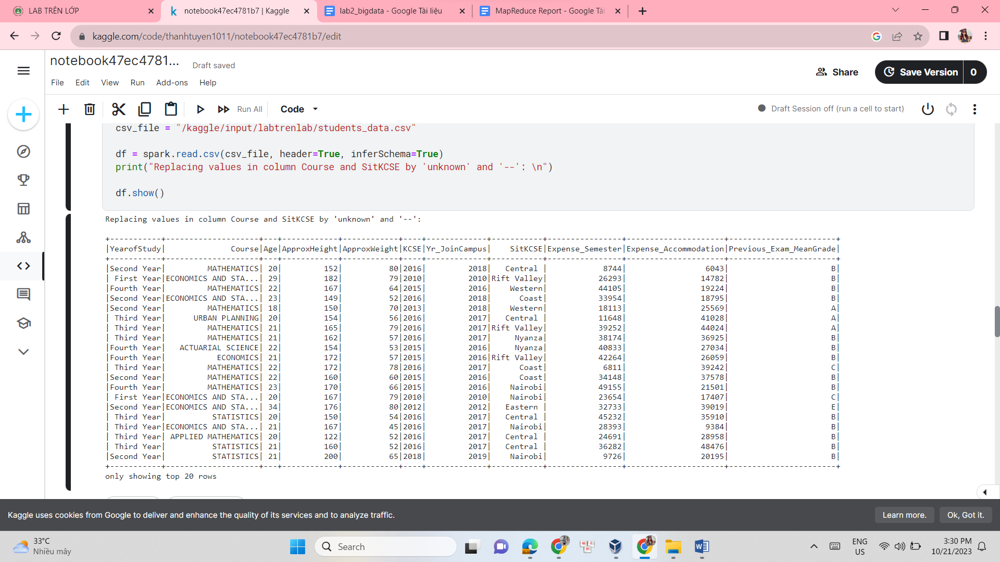 LAB TRÊN LỚP
notebook47ec4781b7 | Kaggle
lab2_bigdata - Google Tài liệu
MapReduce Report - Google Tài
kaggle.com/code/thanhtuyen1011/notebook47ec4781b7/edit
notebook47ec4781... Draft saved
File Edit View Run Add-ons Help
Share
Save Version 0
Run All
Code
Draft Session off (run a cell to start)
csv_file = "/kaggle/input/labtrenlab/students_data.csv"
df = spark.read.csv(csv_file, header=True, inferSchema=True)
print("Replacing values in column Course and SitKCSE by 'unknown' and '--': \n")
df.show()
Replacing values in column Course and SitKCSE by 'unknown' and '--':
+-----------+--------------------+---+------------+------------+----+-------------+-----------+----------------+---------------------+-----------------------+
|YearofStudy|              Course|Age|ApproxHeight|ApproxWeight|KCSE|Yr_JoinCampus|    SitKCSE|Expense_Semester|Expense_Accommodation|Previous_Exam_MeanGrade|
+-----------+--------------------+---+------------+------------+----+-------------+-----------+----------------+---------------------+-----------------------+
|Second Year|         MATHEMATICS| 20|         152|          80|2016|         2018|   Central |            8744|                 6043|                      B|
| First Year|ECONOMICS AND STA...| 29|         182|          79|2010|         2010|Rift Valley|           26293|                14782|                      B|
|Fourth Year|         MATHEMATICS| 22|         167|          64|2015|         2016|    Western|           44105|                19224|                      B|
|Second Year|ECONOMICS AND STA...| 23|         149|          52|2016|         2018|      Coast|           33954|                18795|                      B|
|Second Year|         MATHEMATICS| 18|         150|          70|2013|         2018|    Western|           18113|                25569|                      A|
| Third Year|      URBAN PLANNING| 20|         154|          56|2016|         2017|   Central |           11648|                41028|                      A|
| Third Year|         MATHEMATICS| 21|         165|          79|2016|         2017|Rift Valley|           39252|                44024|                      A|
| Third Year|         MATHEMATICS| 21|         162|          57|2016|         2017|     Nyanza|           38174|                36925|                      B|
|Fourth Year|   ACTUARIAL SCIENCE| 22|         154|          53|2015|         2016|     Nyanza|           40833|                27034|                      B|
|Fourth Year|           ECONOMICS| 21|         172|          57|2015|         2016|Rift Valley|           42264|                26059|                      B|
| Third Year|         MATHEMATICS| 22|         172|          78|2016|         2017|      Coast|            6811|                39242|                      C|
|Second Year|         MATHEMATICS| 22|         160|          60|2015|         2016|      Coast|           34148|                37578|                      B|
|Fourth Year|         MATHEMATICS| 23|         170|          66|2015|         2016|    Nairobi|           49155|                21501|                      B|
| First Year|ECONOMICS AND STA...| 20|         167|          79|2010|         2010|    Nairobi|           23654|                17407|                      C|
|Second Year|ECONOMICS AND STA...| 34|         176|          80|2012|         2012|   Eastern |           32733|                39019|                      E|
| Third Year|          STATISTICS| 20|         150|          54|2016|         2017|   Central |           45232|                35910|                      B|
| Third Year|ECONOMICS AND STA...| 21|         167|          45|2016|         2017|    Nairobi|           28393|                 9384|                      B|
| Third Year| APPLIED MATHEMATICS| 20|         122|          52|2016|         2017|   Central |           24691|                28958|                      B|
| Third Year|          STATISTICS| 21|         160|          52|2016|         2017|   Central |           36282|                48476|                      B|
|Second Year|          STATISTICS| 21|         200|          65|2018|         2019|    Nairobi|            9726|                20195|                      B|
+-----------+--------------------+---+------------+------------+----+-------------+-----------+----------------+---------------------+-----------------------+
only showing top 20 rows
Kaggle uses cookies from Google to deliver and enhance the quality of its services and to analyze traffic.
Learn more. Ok, Got it.
33°C
Nhiều mây
Search
ENG
US
3:30 PM
10/21/2023